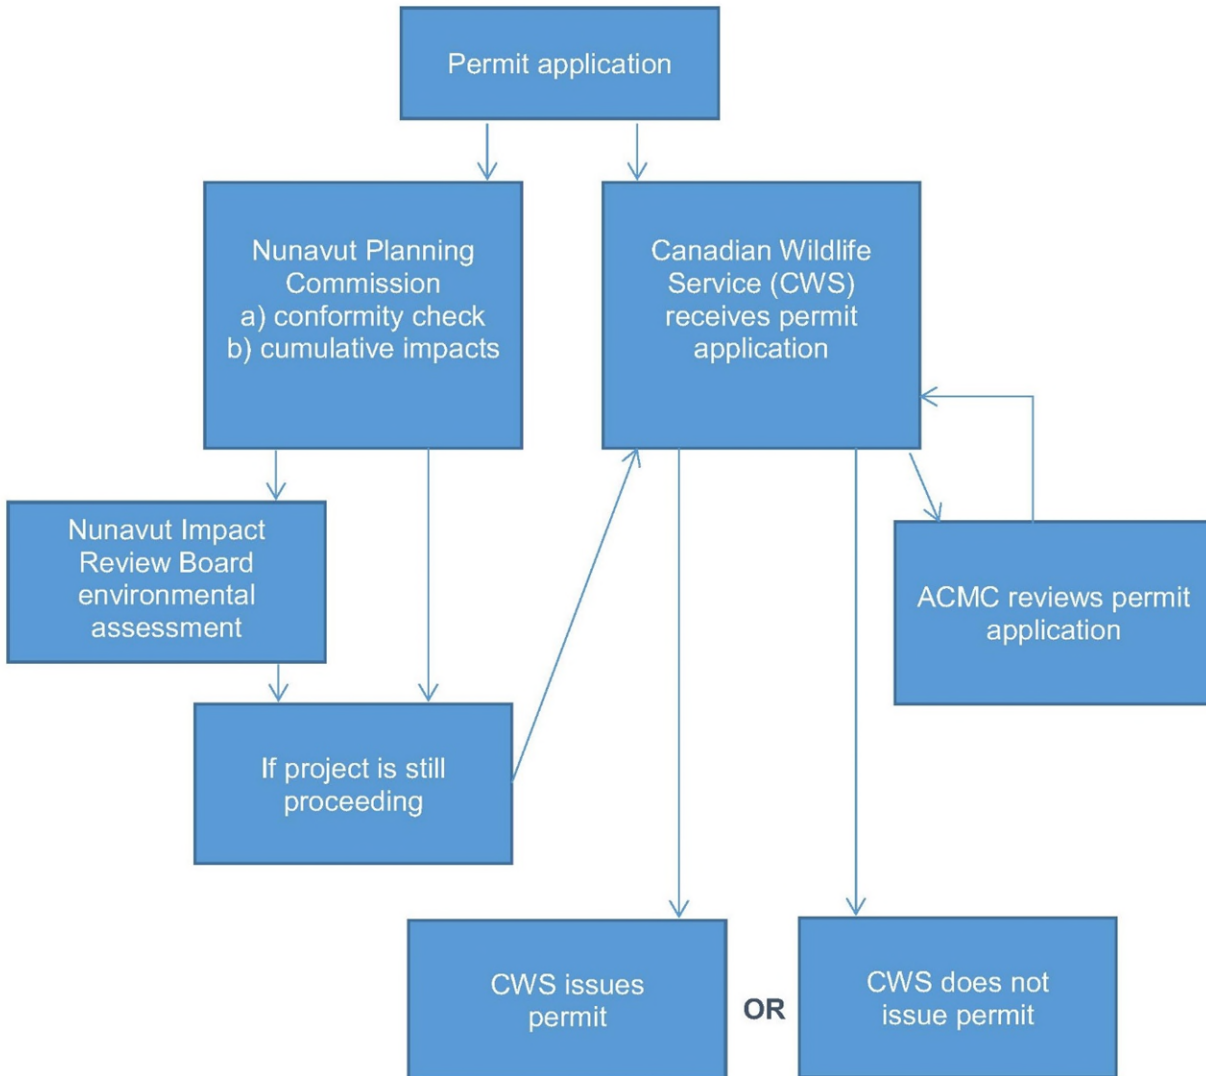 Permit application
Nunavut Planning
Commission
a) conformity check
b) cumulative impacts
Canadian Wildlife
Service (CWS)
receives permit
application
Nunavut Impact
Review Board
environmental
assessment
ACMC reviews permit
application
If project is still
proceeding
CWS issues
permit
OR
CWS does not
issue permit